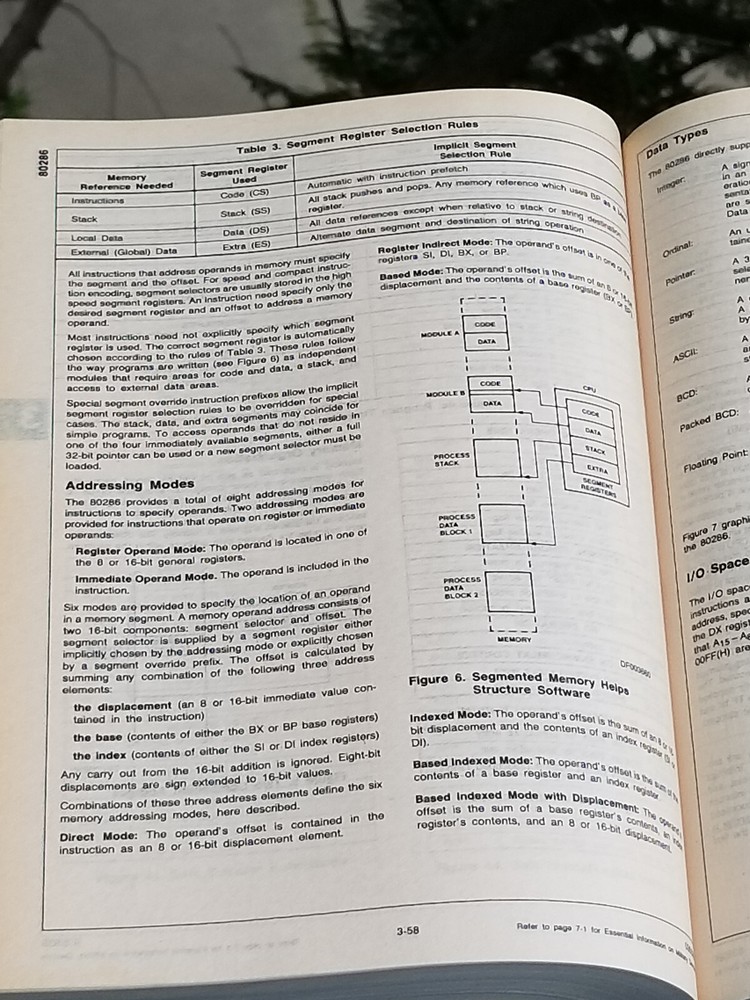 80286
Table 3. Segment Register Selection Rules
Memory
Reference Needed
Segment Register
Used
Implicit Segment
Selection Rule
Instructions
Code (CS)
Automatic with instruction prefetch
Stack
Stack (SS)
All stack pushes and pops. Any memory reference which uses BP as a
register.
Local Data
Data (DS)
All data references except when relative to stack or string destination
External (Global) Data
Extra (ES)
Alternate data segment and destination of string operation
All instructions that address operands in memory must specify
the segment and the offset. For speed and compact instruc-
tion encoding, segment selectors are usually stored in the high
speed segment registers. An instruction need specify only the
desired segment register and an offset to address a memory
operand.
Most instructions need not explicitly specify which segment
register is used. The correct segment register is automatically
chosen according to the rules of Table 3. These rules follow
the way programs are written (see Figure 6) as independent
modules that require areas for code and data, a stack, and
access to external data areas.
Special segment override instruction prefixes allow the implicit
segment register selection rules to be overridden for special
cases. The stack, data, and extra segments may coincide for
simple programs. To access operands that do not reside in
one of the four immediately available segments, either a full
32-bit pointer can be used or a new segment selector must be
loaded.
Addressing Modes
The 80286 provides a total of eight addressing modes for
instructions to specify operands. Two addressing modes are
provided for instructions that operate on register or immediate
operands:
Register Operand Mode: The operand is located in one of
the 8 or 16-bit general registers.
Immediate Operand Mode. The operand is included in the
instruction.
Six modes are provided to specify the location of an operand
in a memory segment. A memory operand address consists of
two 16-bit components: segment selector and offset. The
segment selector is supplied by a segment register either
implicitly chosen by the addressing mode or explicitly chosen
by a segment override prefix. The offset is calculated by
summing any combination of the following three address
elements:
the displacement (an 8 or 16-bit immediate value con-
tained in the instruction)
the base (contents of either the BX or BP base registers)
the index (contents of either the SI or DI index registers)
Any carry out from the 16-bit addition is ignored. Eight-bit
displacements are sign extended to 16-bit values.
Combinations of these three address elements define the six
memory addressing modes, here described.
Direct Mode: The operand's offset is contained in the
instruction as an 8 or 16-bit displacement element.
Register Indirect Mode: The operand's offset is in one of the
registers SI, DI, BX, or BP.
Based Mode: The operand's offset is the sum of an 8 or 16-bit
displacement and the contents of a base register (BX or BP).
MODULE A
CODE
DATA
MODULE B
CODE
DATA
PROCESS
STACK
PROCESS
DATA
BLOCK 1
PROCESS
DATA
BLOCK 2
MEMORY
CPU
CODE
DATA
STACK
EXTRA
SEGMENT
REGISTERS
Figure 6. Segmented Memory Helps
Structure Software
Indexed Mode: The operand's offset is the sum of an 8 or 16-
bit displacement and the contents of an index register (SI or
DI).
Based Indexed Mode: The operand's offset is the sum of the
contents of a base register and an index register.
Based Indexed Mode with Displacement: The operand's
offset is the sum of a base register's contents, an index
register's contents, and an 8 or 16-bit displacement.
3-58
Refer to page 7-1 for Essential Information on Military
Data Types
The 80286 directly supp
Integer:
A sign
in an
eratio
senta
are s
Data
Ordinal:
An u
taine
Pointer:
A 3
sele
nen
String:
A
A
by
ASCII:
A
BCD:
Packed BCD:
Floating Point:
Figure 7 graphi
the 80286.
I/O Space
The I/O spac
instructions a
address, spec
the DX regist
that A15–A
00FF(H) are